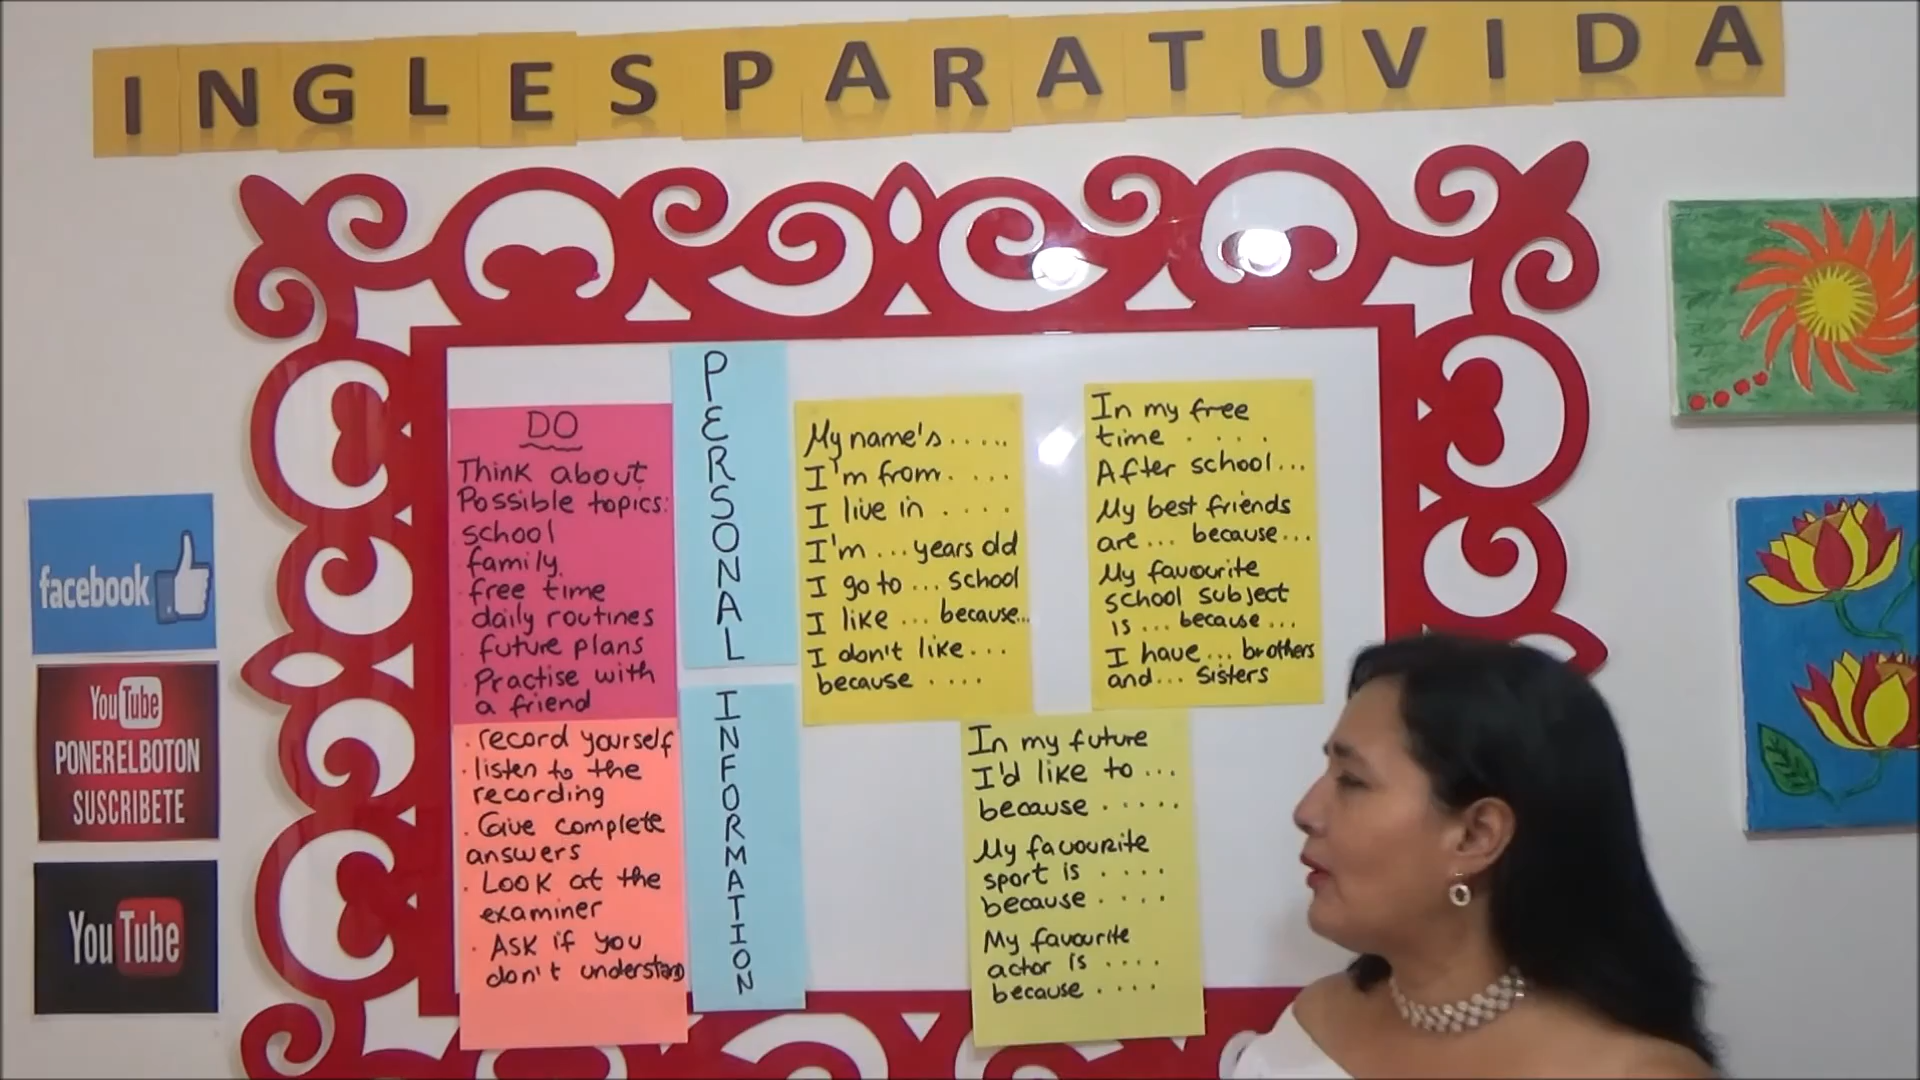 INGLESPARATUVIDA
facebook
YouTube
PONERELBOTON
SUSCRIBETE
YouTube
DO
Think about
Possible topics:
school
family
free time
daily routines
future plans
Practise with
a friend
. record yourself
. listen to the
recording
. Give complete
answers
. Look at the
examiner
. Ask if you
don't understand
PERSONAL
INFORMATION
My name's .....
I'm from. ...
I live in ....
I'm ... years old
I go to ... school
I like ... because...
I don't like ...
because ....
In my free
time ....
After school...
My best friends
are... because...
My favourite
school subject
is ... because ...
I have ... brothers
and... sisters
In my future
I'd like to ...
because .....
My favourite
sport is ....
because ....
My favourite
actor is ....
because ....